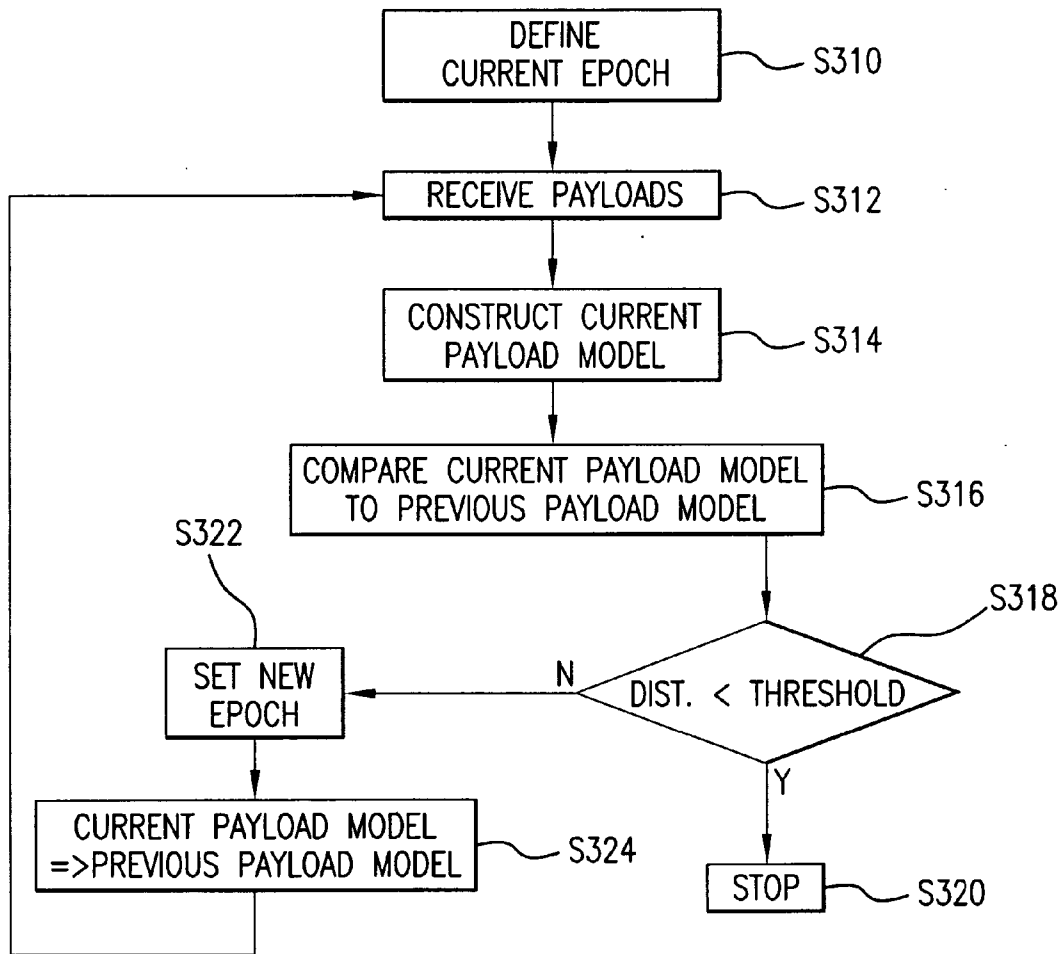 DEFINE
CURRENT EPOCH
S310
RECEIVE PAYLOADS
S312
CONSTRUCT CURRENT
PAYLOAD MODEL
S314
COMPARE CURRENT PAYLOAD MODEL
TO PREVIOUS PAYLOAD MODEL
S316
S322
S318
SET NEW
EPOCH
N
DIST. < THRESHOLD
Y
CURRENT PAYLOAD MODEL
=>PREVIOUS PAYLOAD MODEL
S324
STOP
S320